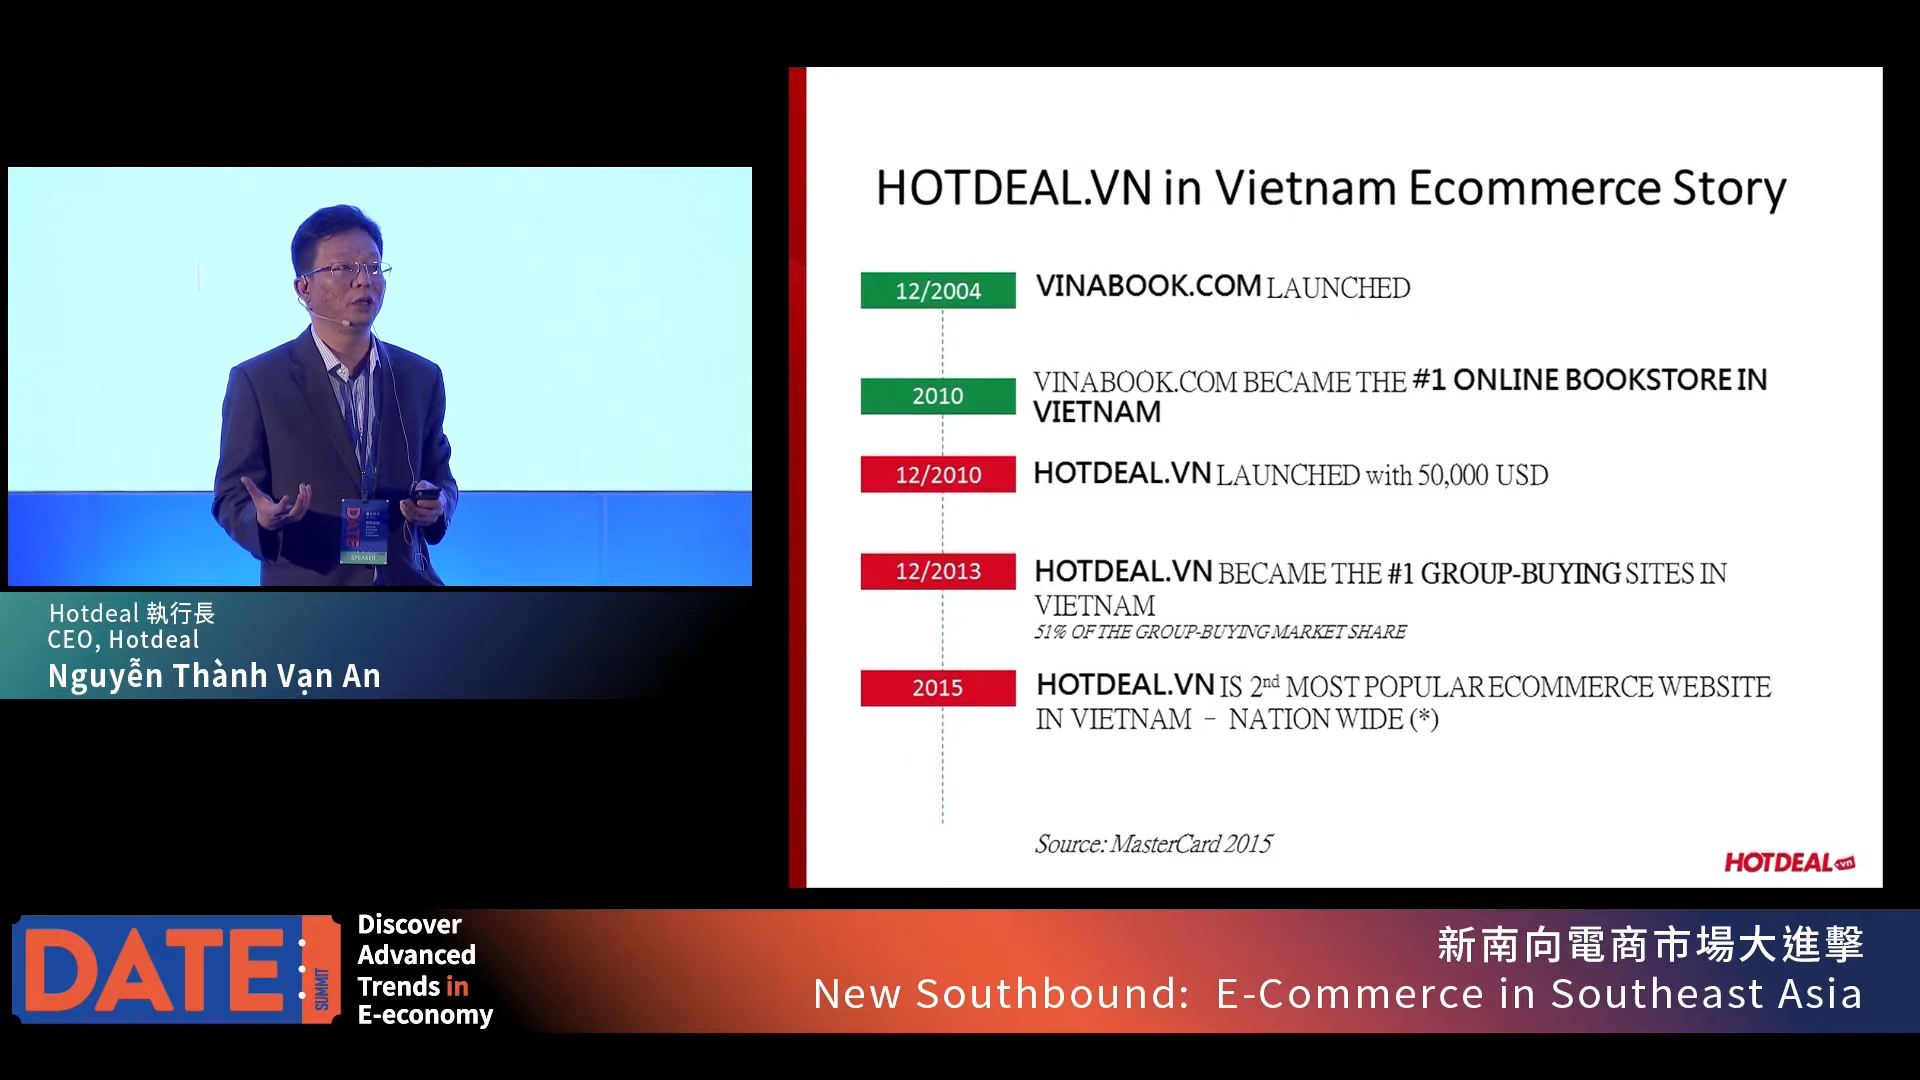 HOTDEAL.VN in Vietnam Ecommerce Story
12/2004
VINABOOK.COM LAUNCHED
2010
VINABOOK.COM BECAME THE #1 ONLINE BOOKSTORE IN
VIETNAM
12/2010
HOTDEAL.VN LAUNCHED with 50,000 USD
12/2013
HOTDEAL.VN BECAME THE #1 GROUP-BUYING SITES IN
VIETNAM
51% OF THE GROUP-BUYING MARKET SHARE
2015
HOTDEAL.VN IS 2nd MOST POPULAR ECOMMERCE WEBSITE
IN VIETNAM – NATION WIDE (*)
Source: MasterCard 2015
HOTDEAL.vn
DATE
SPEAKER
Hotdeal 執行長
CEO, Hotdeal
Nguyễn Thành Vạn An
DATE SUMMIT
Discover
Advanced
Trends in
E-economy
新南向電商市場大進擊
New Southbound: E-Commerce in Southeast Asia